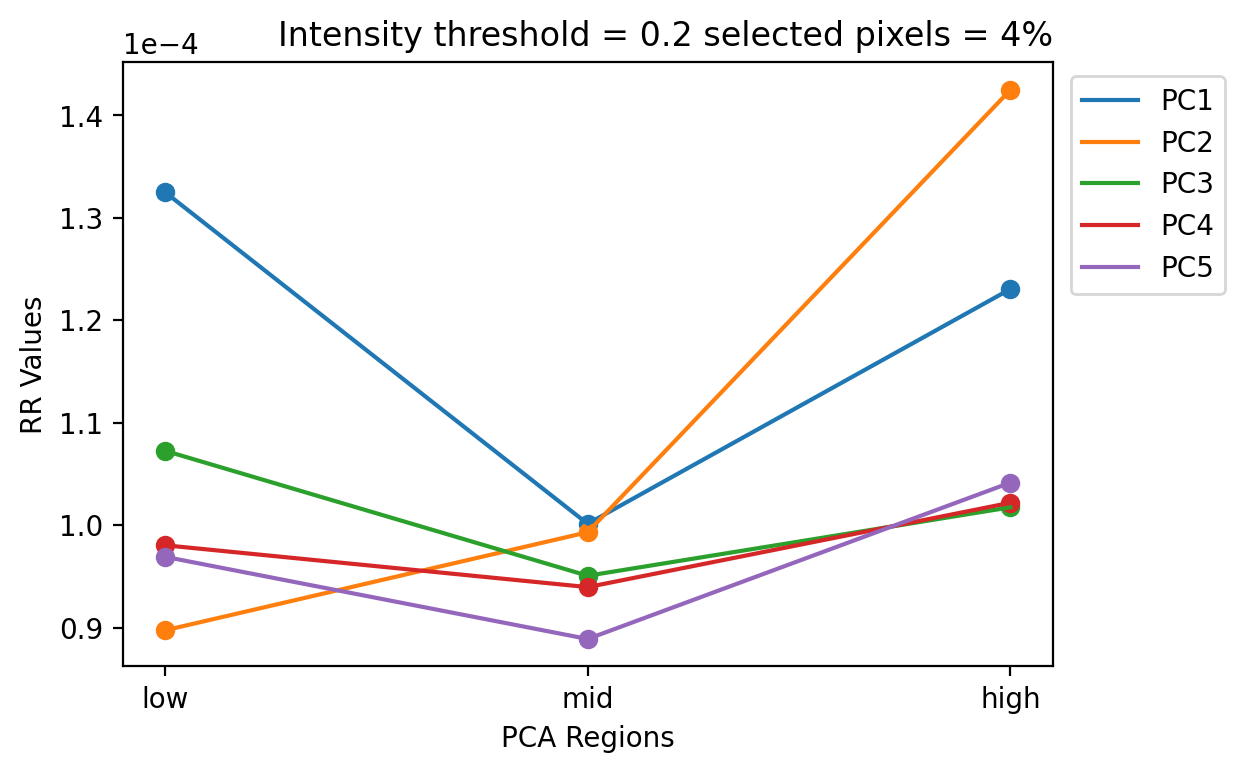 Intensity threshold = 0.2 selected pixels = 4%
1e−4
1.4
1.3
1.2
1.1
1.0
0.9
RR Values
low
mid
high
PCA Regions
PC1
PC2
PC3
PC4
PC5